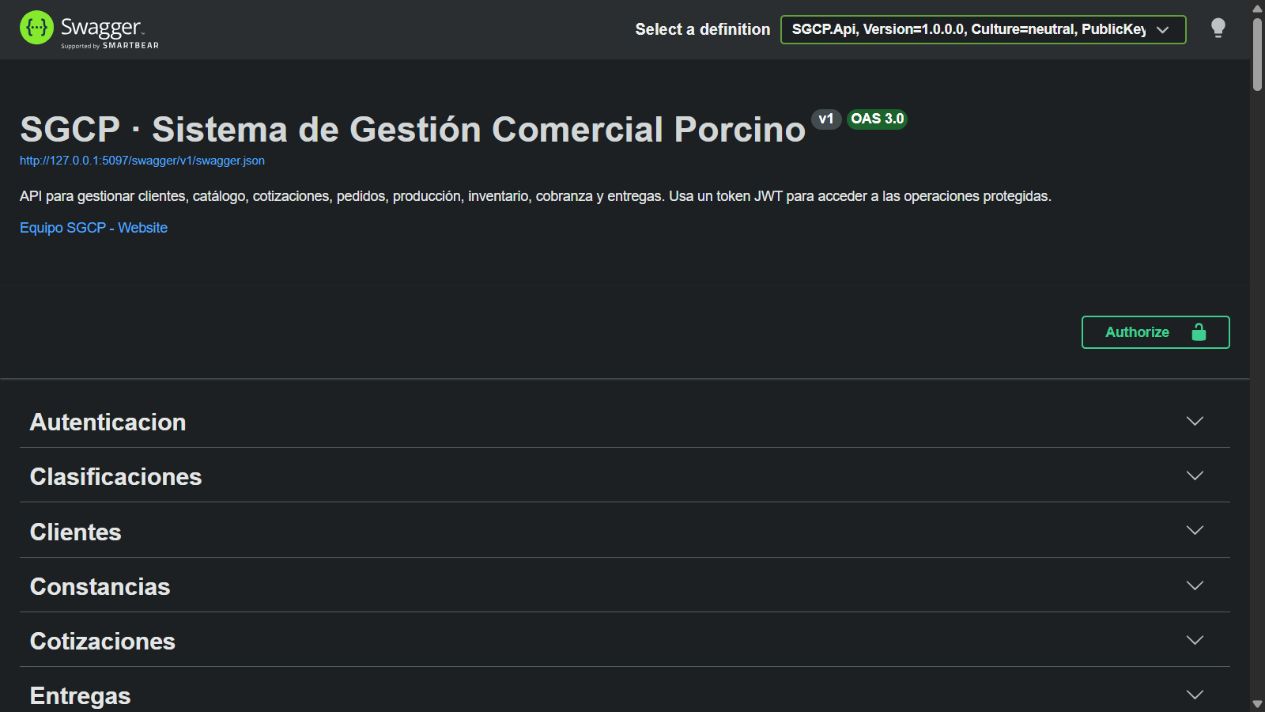 {···} Swagger.
Supported by SMARTBEAR
Select a definition
SGCP.Api, Version=1.0.0.0, Culture=neutral, PublicKey
SGCP · Sistema de Gestión Comercial Porcino v1 OAS 3.0
http://127.0.0.1:5097/swagger/v1/swagger.json
API para gestionar clientes, catálogo, cotizaciones, pedidos, producción, inventario, cobranza y entregas. Usa un token JWT para acceder a las operaciones protegidas.
Equipo SGCP - Website
Authorize
Autenticacion
Clasificaciones
Clientes
Constancias
Cotizaciones
Entregas